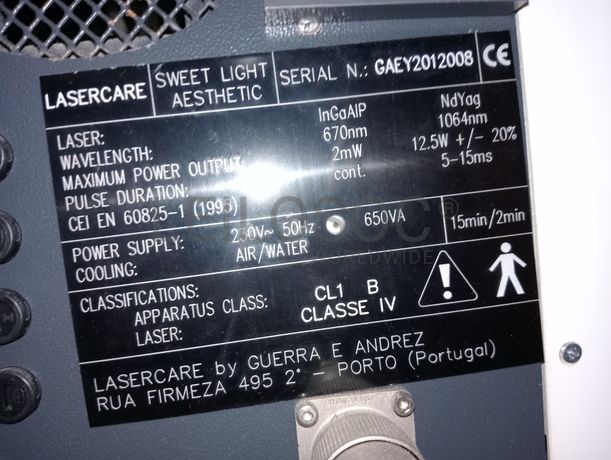 LASERCARE
SWEET LIGHT
AESTHETIC
SERIAL N.: GAEY2012008
CE
LASER: InGaAlP NdYag
WAVELENGTH: 670nm 1064nm
MAXIMUM POWER OUTPUT: 2mW 12.5W +/- 20%
PULSE DURATION: cont. 5-15ms
CEI EN 60825-1 (1995)
POWER SUPPLY: 230V~ 50Hz 650VA 15min/2min
COOLING: AIR/WATER
WORLDWIDE
CLASSIFICATIONS:
APPARATUS CLASS: CL1 B
LASER: CLASSE IV
!
LASERCARE by GUERRA E ANDREZ
RUA FIRMEZA 495 2° - PORTO (Portugal)